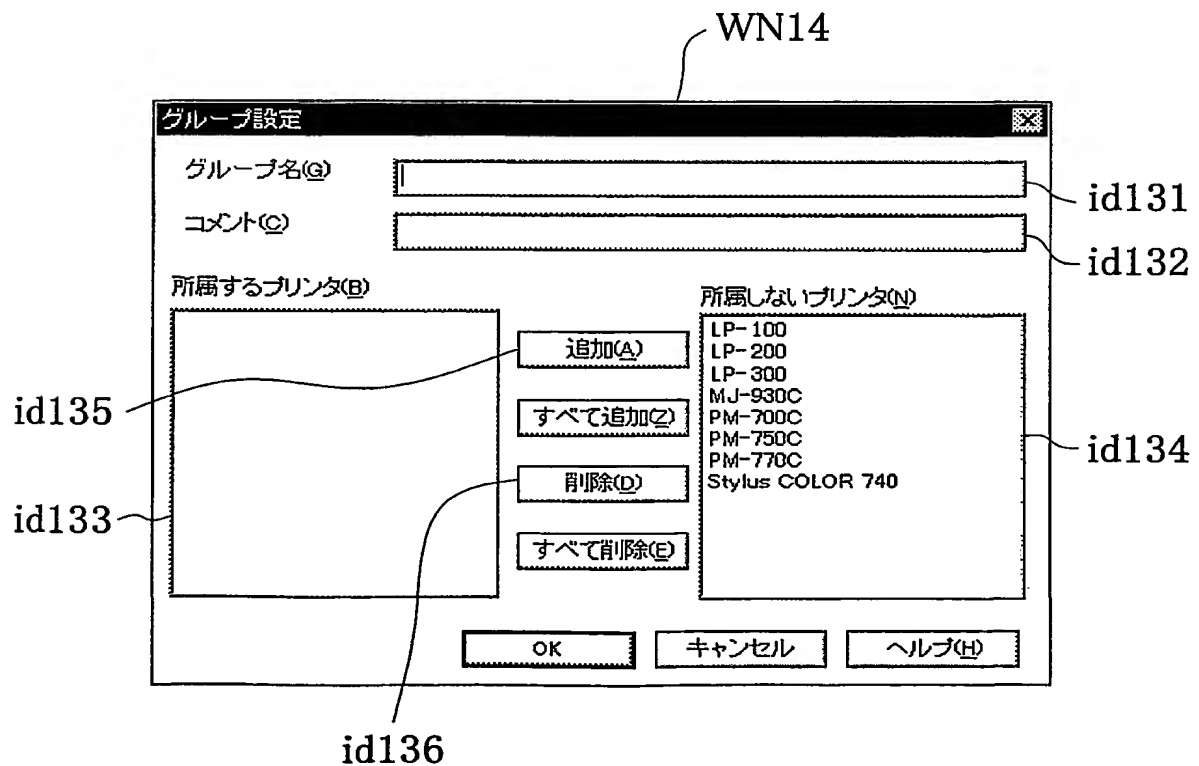 WN14
グループ設定
グループ名(G)
id131
コメント(C)
id132
所属するプリンタ(B)
所属しないプリンタ(N)
LP-100
LP-200
LP-300
MJ-930C
PM-700C
PM-750C
PM-770C
Stylus COLOR 740
追加(A)
すべて追加(Z)
削除(D)
すべて削除(E)
id135
id134
id133
OK
キャンセル
ヘルプ(H)
id136